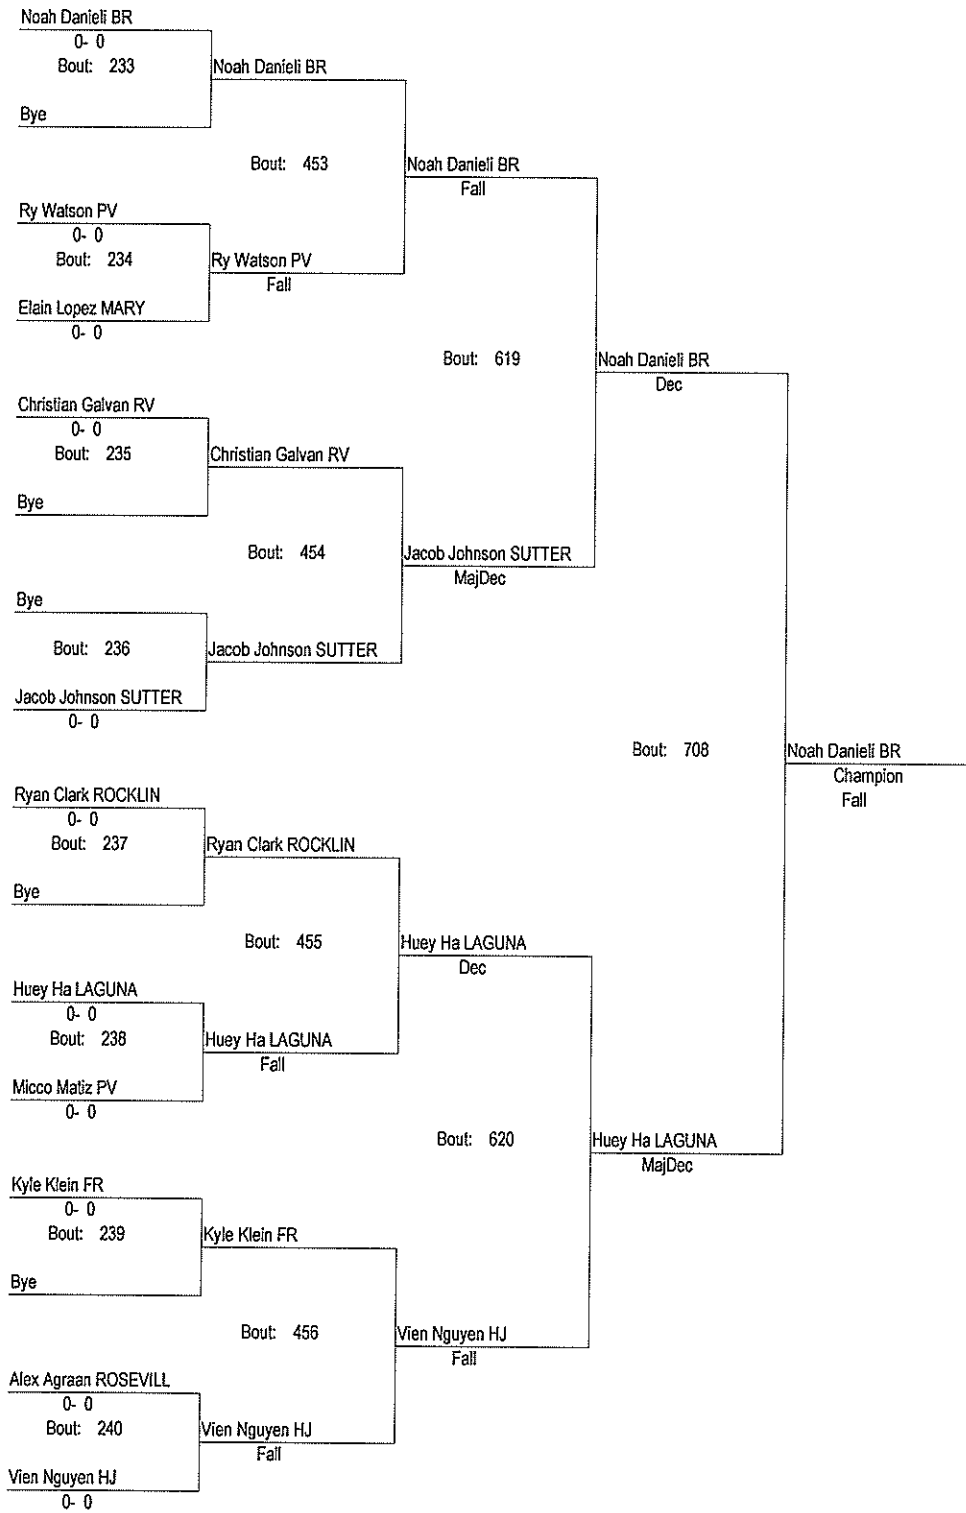 Noah Danieli BR
0- 0
Bout: 233
Noah Danieli BR
Bye
Bout: 453
Noah Danieli BR
Fall
Ry Watson PV
0- 0
Bout: 234
Ry Watson PV
Fall
Elain Lopez MARY
0- 0
Bout: 619
Noah Danieli BR
Dec
Christian Galvan RV
0- 0
Bout: 235
Christian Galvan RV
Bye
Bout: 454
Jacob Johnson SUTTER
MajDec
Bye
Bout: 236
Jacob Johnson SUTTER
Jacob Johnson SUTTER
0- 0
Bout: 708
Noah Danieli BR
Champion
Fall
Ryan Clark ROCKLIN
0- 0
Bout: 237
Ryan Clark ROCKLIN
Bye
Bout: 455
Huey Ha LAGUNA
Dec
Huey Ha LAGUNA
0- 0
Bout: 238
Huey Ha LAGUNA
Fall
Micco Matiz PV
0- 0
Bout: 620
Huey Ha LAGUNA
MajDec
Kyle Klein FR
0- 0
Bout: 239
Kyle Klein FR
Bye
Bout: 456
Vien Nguyen HJ
Fall
Alex Agraan ROSEVILL
0- 0
Bout: 240
Vien Nguyen HJ
Fall
Vien Nguyen HJ
0- 0